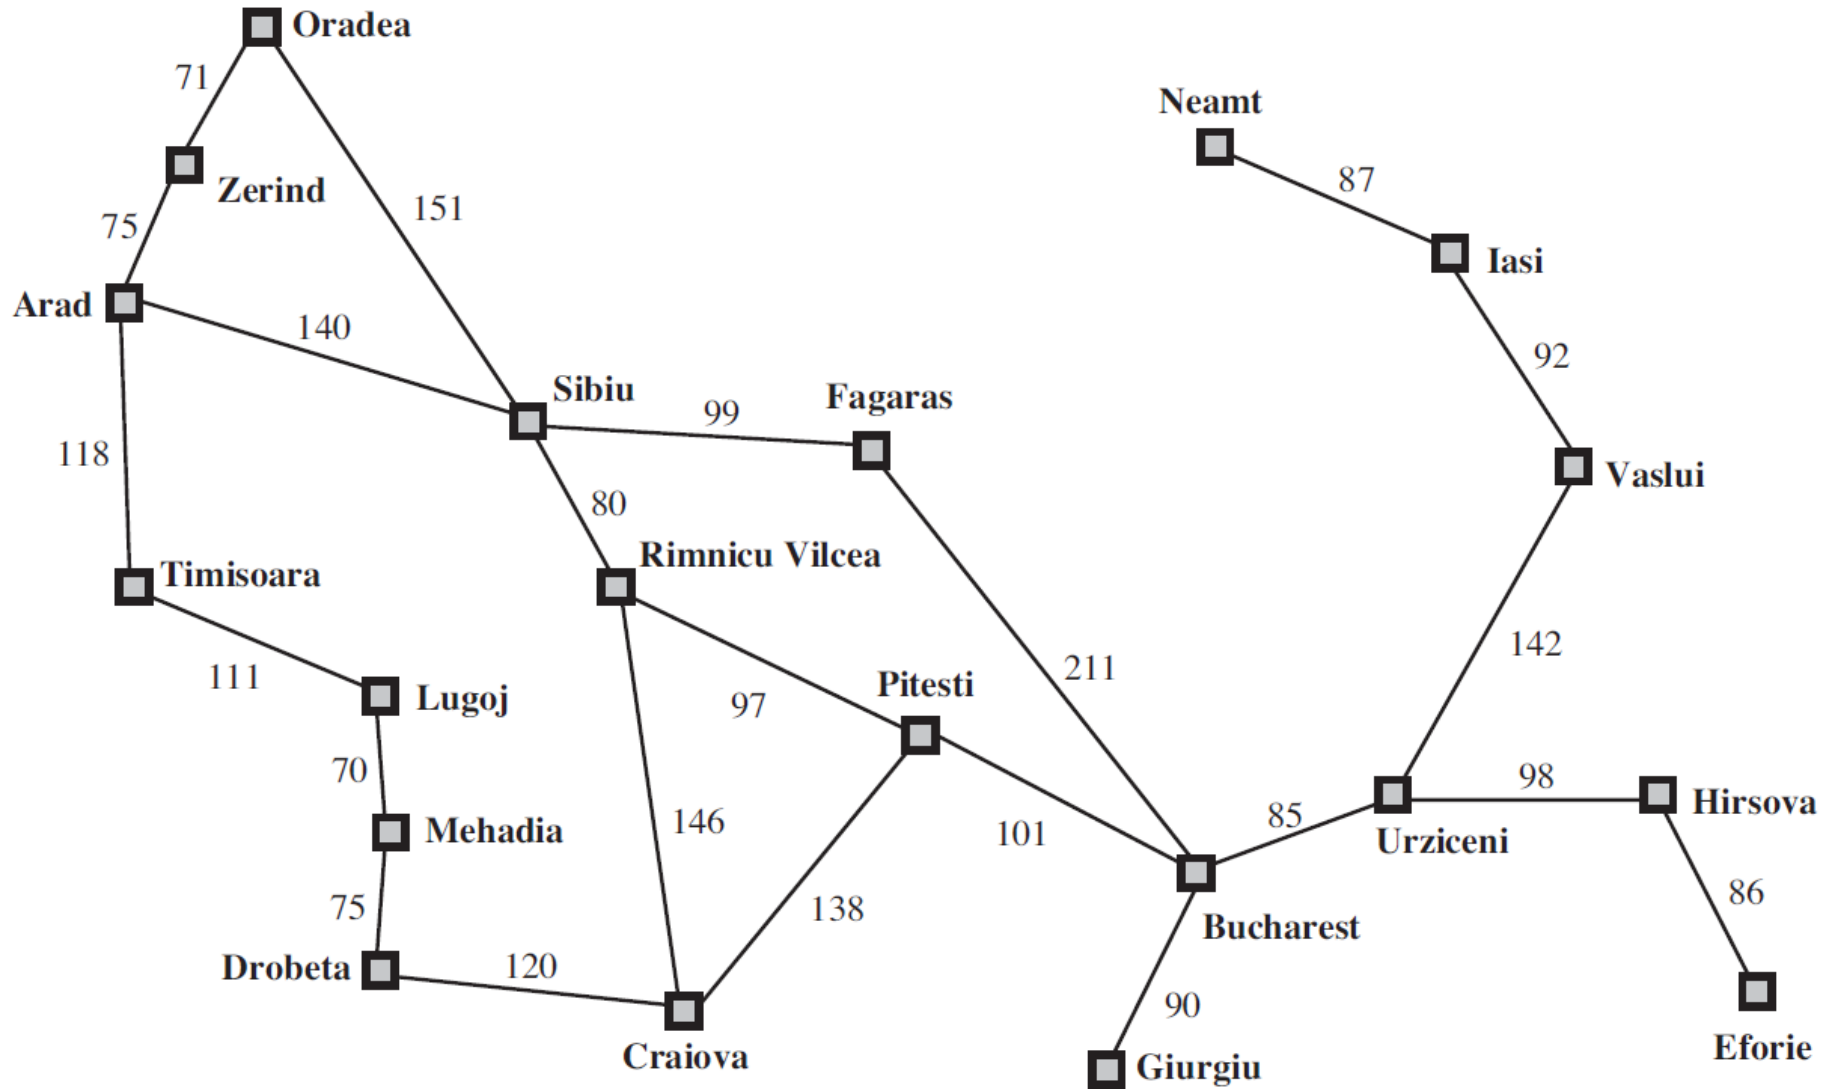 Oradea
71
Neamt
87
Zerind
151
75
Iasi
Arad
140
92
Sibiu
99
Fagaras
118
Vaslui
80
Rimnicu Vilcea
Timisoara
142
211
111
Lugoj
97
Pitesti
70
98
Hirsova
146
101
85
Mehadia
Urziceni
75
138
86
Bucharest
Drobeta
120
90
Craiova
Giurgiu
Eforie